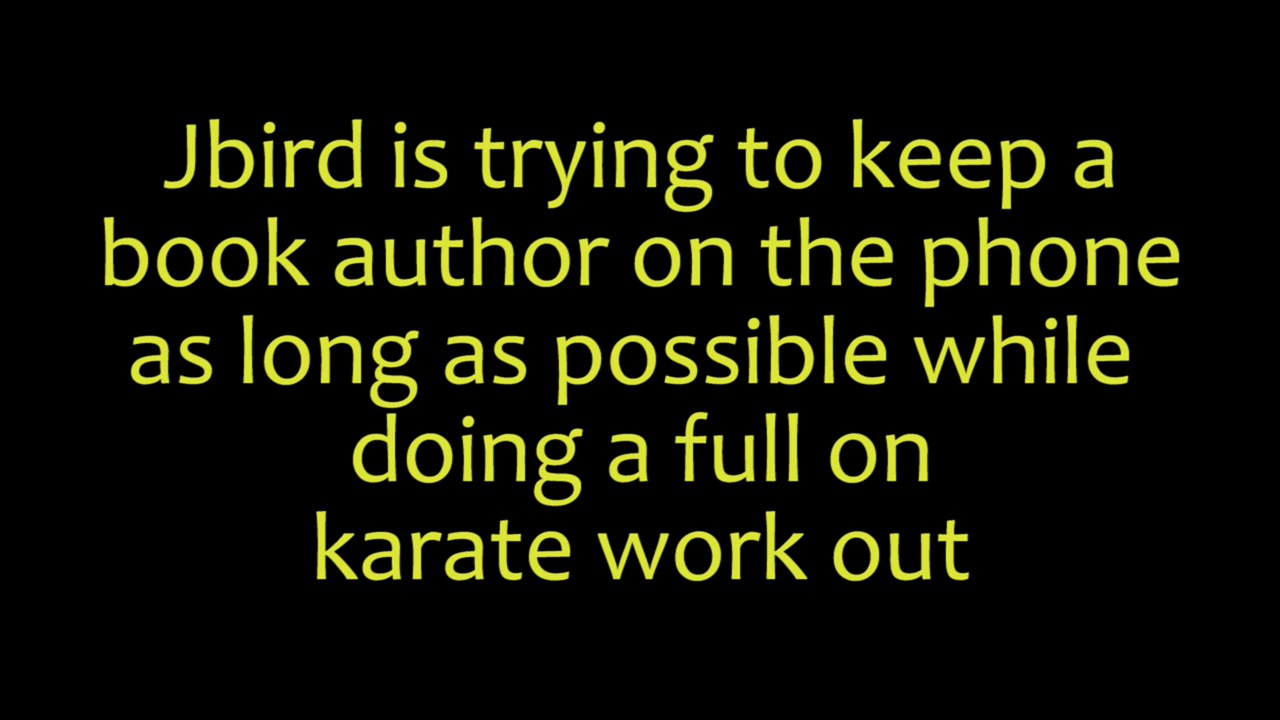 Jbird is trying to keep a
book author on the phone
as long as possible while
doing a full on
karate work out